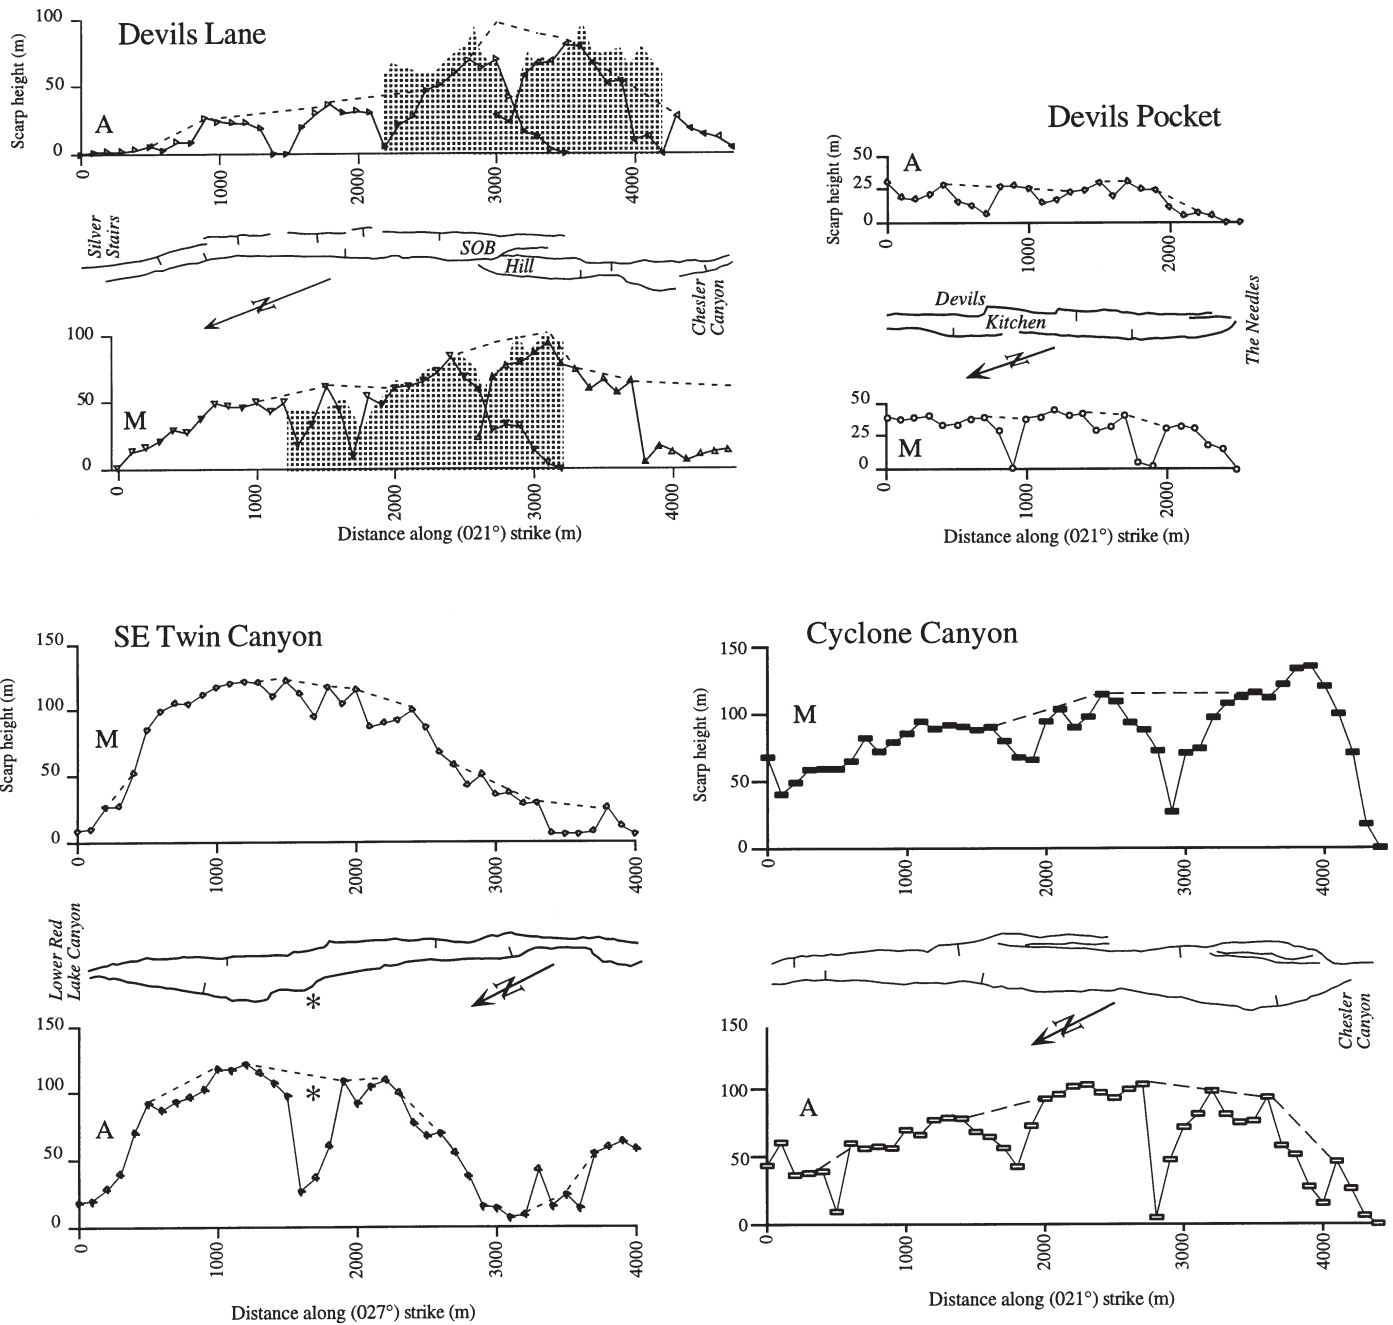 Devils Lane
Scarp height (m)
100
50
0
A
0
1000
2000
3000
4000
Silver
Stairs
SOB
Hill
Chesler
Canyon
N
100
50
0
M
0
1000
2000
3000
4000
Distance along (021°) strike (m)
Devils Pocket
Scarp height (m)
50
25
0
A
0
1000
2000
Devils
Kitchen
The Needles
N
50
25
0
M
0
1000
2000
Distance along (021°) strike (m)
SE Twin Canyon
Scarp height (m)
150
100
50
0
M
0
1000
2000
3000
4000
Lower Red
Lake Canyon
*
N
150
100
50
0
A
*
0
1000
2000
3000
4000
Distance along (027°) strike (m)
Cyclone Canyon
Scarp height (m)
150
100
50
0
M
0
1000
2000
3000
4000
Chesler
Canyon
N
150
100
50
0
A
0
1000
2000
3000
4000
Distance along (021°) strike (m)